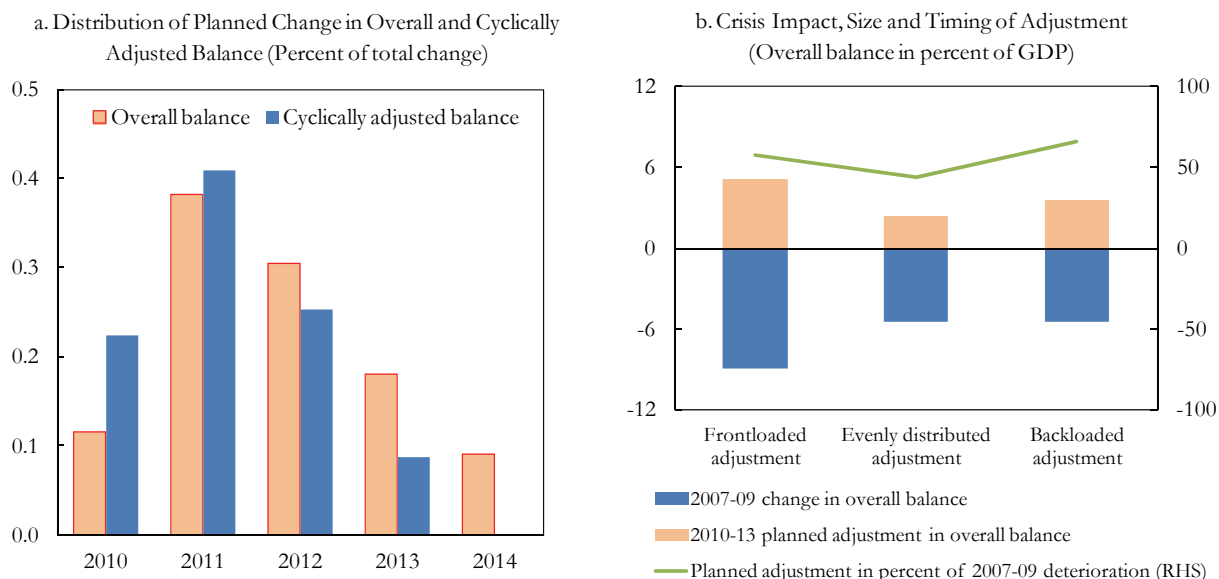 a. Distribution of Planned Change in Overall and Cyclically
Adjusted Balance (Percent of total change)
0.5
0.4
0.3
0.2
0.1
0.0
Overall balance
Cyclically adjusted balance
2010
2011
2012
2013
2014
b. Crisis Impact, Size and Timing of Adjustment
(Overall balance in percent of GDP)
12
6
0
-6
-12
100
50
0
-50
-100
Frontloaded
adjustment
Evenly distributed
adjustment
Backloaded
adjustment
2007-09 change in overall balance
2010-13 planned adjustment in overall balance
Planned adjustment in percent of 2007-09 deterioration (RHS)